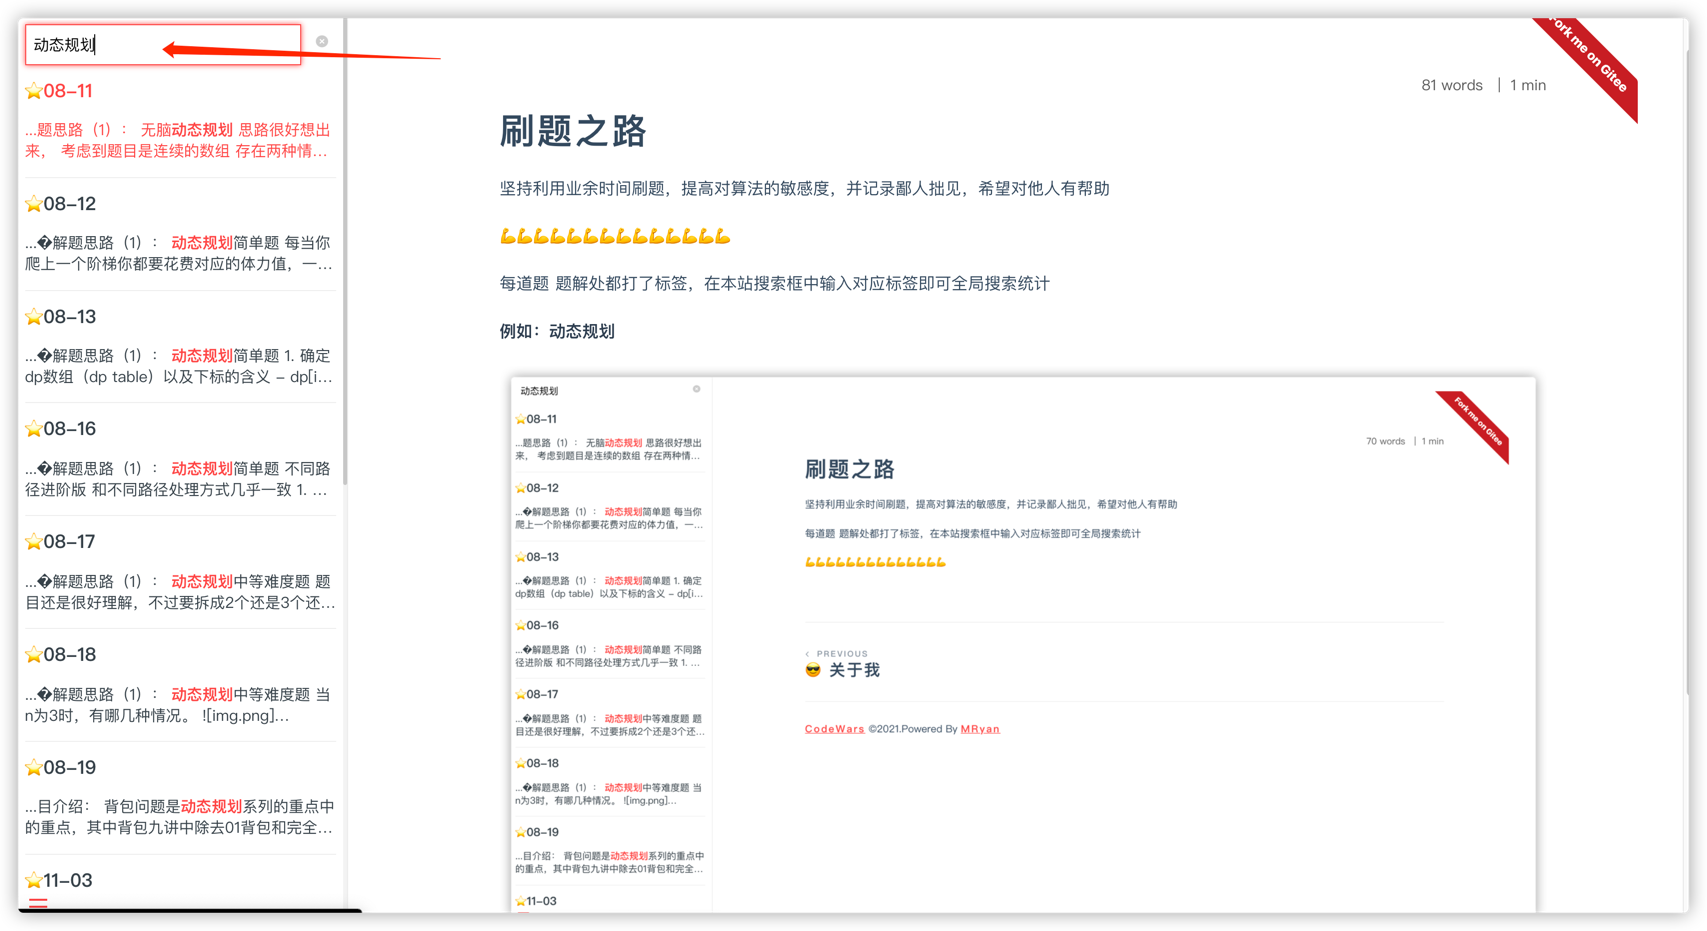 动态规划
⭐08-11
...题思路（1）： 无脑动态规划 思路很好想出
来， 考虑到题目是连续的数组 存在两种情...
⭐08-12
...�解题思路（1）： 动态规划简单题 每当你
爬上一个阶梯你都要花费对应的体力值，一...
⭐08-13
...�解题思路（1）： 动态规划简单题 1. 确定
dp数组（dp table）以及下标的含义 - dp[i...
⭐08-16
...�解题思路（1）： 动态规划简单题 不同路
径进阶版 和不同路径处理方式几乎一致 1. ...
⭐08-17
...�解题思路（1）： 动态规划中等难度题 题
目还是很好理解，不过要拆成2个还是3个还...
⭐08-18
...�解题思路（1）： 动态规划中等难度题 当
n为3时，有哪几种情况。 ![img.png]...
⭐08-19
...目介绍： 背包问题是动态规划系列的重点中
的重点，其中背包九讲中除去01背包和完全...
⭐11-03
Fork me on Gitee
81 words | 1 min
刷题之路
坚持利用业余时间刷题，提高对算法的敏感度，并记录鄙人拙见，希望对他人有帮助
💪💪💪💪💪💪💪💪💪💪💪💪💪💪
每道题 题解处都打了标签，在本站搜索框中输入对应标签即可全局搜索统计
例如：动态规划
动态规划
⭐08-11
...题思路（1）： 无脑动态规划 思路很好想出
来， 考虑到题目是连续的数组 存在两种情...
⭐08-12
...�解题思路（1）： 动态规划简单题 每当你
爬上一个阶梯你都要花费对应的体力值，一...
⭐08-13
...�解题思路（1）： 动态规划简单题 1. 确定
dp数组（dp table）以及下标的含义 - dp[i...
⭐08-16
...�解题思路（1）： 动态规划简单题 不同路
径进阶版 和不同路径处理方式几乎一致 1. ...
⭐08-17
...�解题思路（1）： 动态规划中等难度题 题
目还是很好理解，不过要拆成2个还是3个还...
⭐08-18
...�解题思路（1）： 动态规划中等难度题 当
n为3时，有哪几种情况。 ![img.png]...
⭐08-19
...目介绍： 背包问题是动态规划系列的重点中
的重点，其中背包九讲中除去01背包和完全...
⭐11-03
Fork me on Gitee
70 words | 1 min
刷题之路
坚持利用业余时间刷题，提高对算法的敏感度，并记录鄙人拙见，希望对他人有帮助
每道题 题解处都打了标签，在本站搜索框中输入对应标签即可全局搜索统计
💪💪💪💪💪💪💪💪💪💪💪💪💪💪
‹ PREVIOUS
😎 关于我
CodeWars ©2021.Powered By MRyan